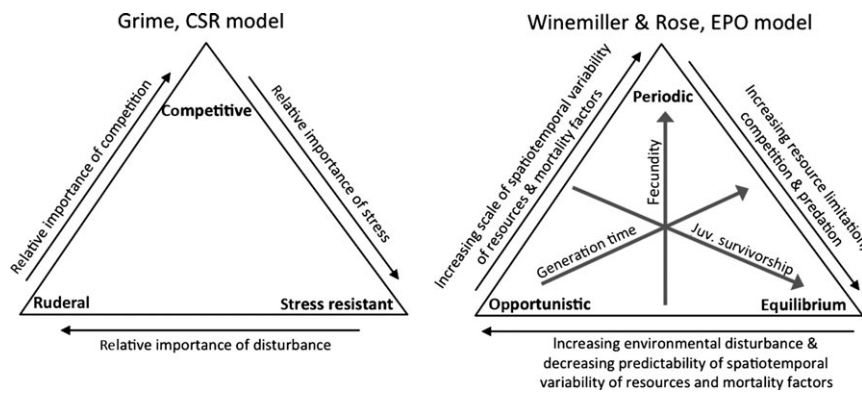 Grime, CSR model
Relative importance of competition
Competitive
Relative importance of stress
Ruderal
Stress resistant
Relative importance of disturbance
Winemiller & Rose, EPO model
Increasing scale of spatiotemporal variability
of resources & mortality factors
Periodic
Increasing resource limitation,
competition & predation
Fecundity
Generation time
Juv. survivorship
Opportunistic
Equilibrium
Increasing environmental disturbance &
decreasing predictability of spatiotemporal
variability of resources and mortality factors